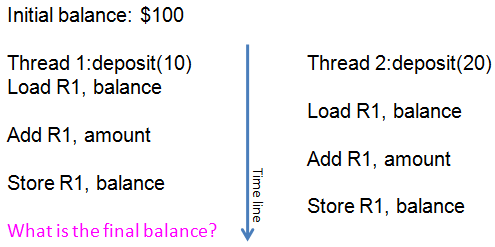 Initial balance: $100
Thread 1:deposit(10)
Load R1, balance
Add R1, amount
Store R1, balance
What is the final balance?
Time line
Thread 2:deposit(20)
Load R1, balance
Add R1, amount
Store R1, balance